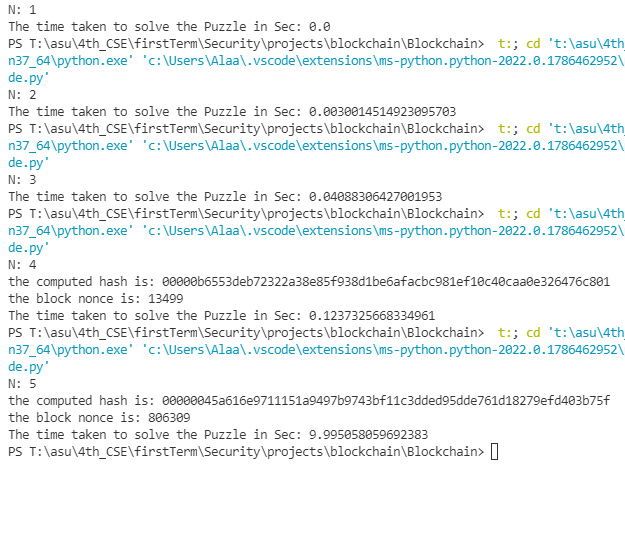 N: 1
The time taken to solve the Puzzle in Sec: 0.0
PS T:\asu\4th_CSE\firstTerm\Security\projects\blockchain\Blockchain>  t:; cd 't:\asu\4th_
n37_64\python.exe' 'c:\Users\Alaa\.vscode\extensions\ms-python.python-2022.0.1786462952\
de.py'
N: 2
The time taken to solve the Puzzle in Sec: 0.0030014514923095703
PS T:\asu\4th_CSE\firstTerm\Security\projects\blockchain\Blockchain>  t:; cd 't:\asu\4th_
n37_64\python.exe' 'c:\Users\Alaa\.vscode\extensions\ms-python.python-2022.0.1786462952\
de.py'
N: 3
The time taken to solve the Puzzle in Sec: 0.04088306427001953
PS T:\asu\4th_CSE\firstTerm\Security\projects\blockchain\Blockchain>  t:; cd 't:\asu\4th_
n37_64\python.exe' 'c:\Users\Alaa\.vscode\extensions\ms-python.python-2022.0.1786462952\
de.py'
N: 4
the computed hash is: 00000b6553deb72322a38e85f938d1be6afacbc981ef10c40caa0e326476c801
the block nonce is: 13499
The time taken to solve the Puzzle in Sec: 0.1237325668334961
PS T:\asu\4th_CSE\firstTerm\Security\projects\blockchain\Blockchain>  t:; cd 't:\asu\4th_
n37_64\python.exe' 'c:\Users\Alaa\.vscode\extensions\ms-python.python-2022.0.1786462952\
de.py'
N: 5
the computed hash is: 00000045a616e9711151a9497b9743bf11c3dded95dde761d18279efd403b75f
the block nonce is: 806309
The time taken to solve the Puzzle in Sec: 9.995058059692383
PS T:\asu\4th_CSE\firstTerm\Security\projects\blockchain\Blockchain>